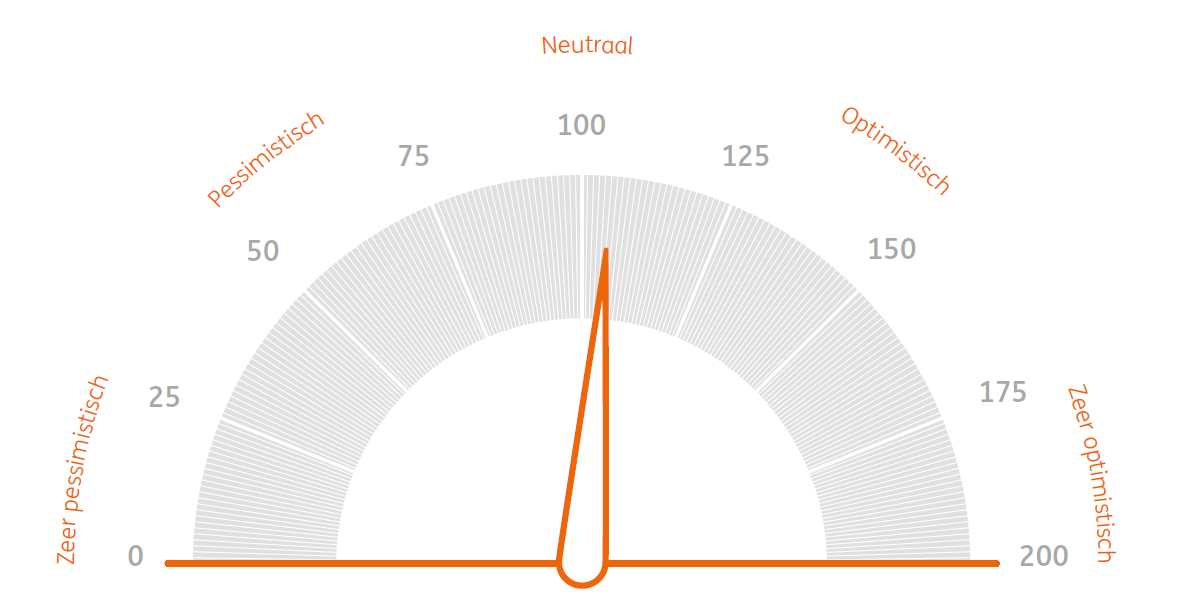 Neutraal
Pessimistisch
Optimistisch
100
75
125
50
150
Zeer pessimistisch
25
175
Zeer optimistisch
0
200